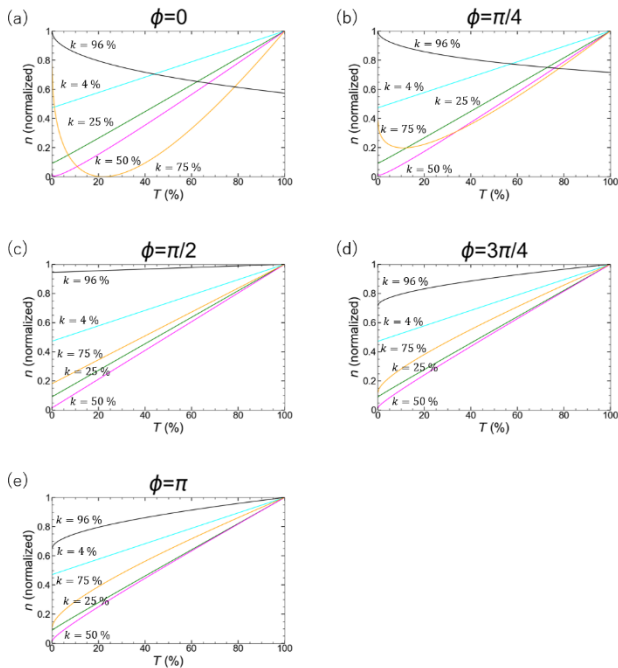 (a)
ϕ=0
n (normalized)
1
0.8
0.6
0.4
0.2
0
k = 96 %
k = 4 %
k = 25 %
k = 50 %
k = 75 %
0 20 40 60 80 100
T (%)
(b)
ϕ=π/4
n (normalized)
1
0.8
0.6
0.4
0.2
0
k = 96 %
k = 4 %
k = 25 %
k = 75 %
k = 50 %
0 20 40 60 80 100
T (%)
(c)
ϕ=π/2
n (normalized)
1
0.8
0.6
0.4
0.2
0
k = 96 %
k = 4 %
k = 75 %
k = 25 %
k = 50 %
0 20 40 60 80 100
T (%)
(d)
ϕ=3π/4
n (normalized)
1
0.8
0.6
0.4
0.2
0
k = 96 %
k = 4 %
k = 75 %
k = 25 %
k = 50 %
0 20 40 60 80 100
T (%)
(e)
ϕ=π
n (normalized)
1
0.8
0.6
0.4
0.2
0
k = 96 %
k = 4 %
k = 75 %
k = 25 %
k = 50 %
0 20 40 60 80 100
T (%)